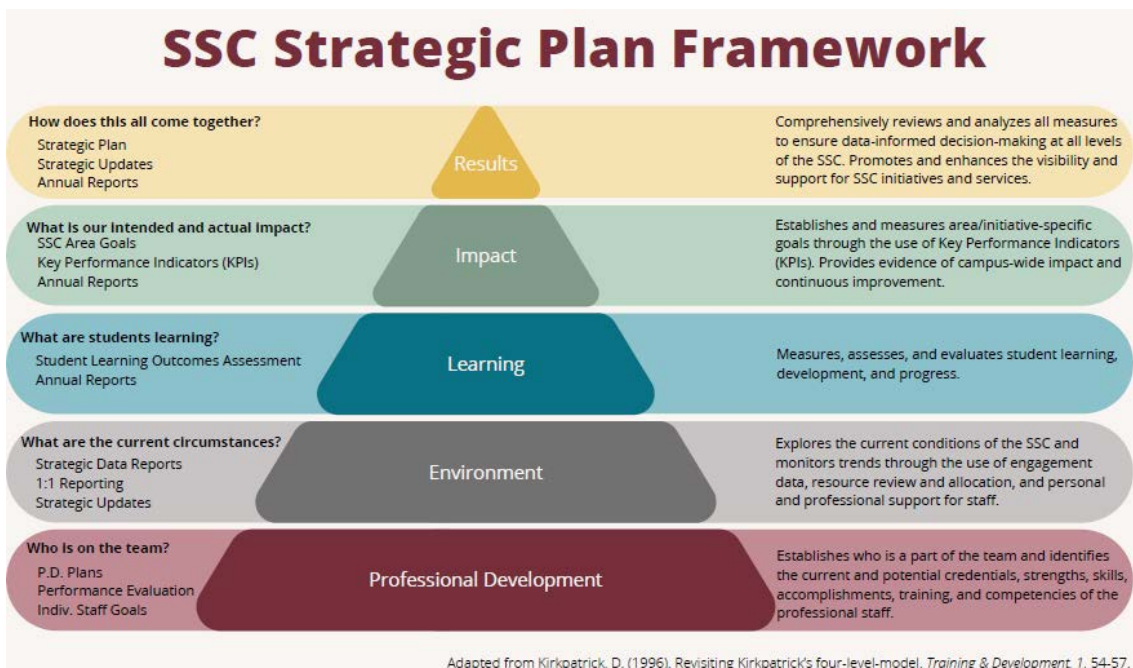 SSC Strategic Plan Framework
How does this all come together?
Strategic Plan
Strategic Updates
Annual Reports
Results
Comprehensively reviews and analyzes all measures
to ensure data-informed decision-making at all levels
of the SSC. Promotes and enhances the visibility and
support for SSC initiatives and services.
What is our intended and actual impact?
SSC Area Goals
Key Performance Indicators (KPIs)
Annual Reports
Impact
Establishes and measures area/initiative-specific
goals through the use of Key Performance Indicators
(KPIs). Provides evidence of campus-wide impact and
continuous improvement.
What are students learning?
Student Learning Outcomes Assessment
Annual Reports
Learning
Measures, assesses, and evaluates student learning,
development, and progress.
What are the current circumstances?
Strategic Data Reports
1:1 Reporting
Strategic Updates
Environment
Explores the current conditions of the SSC and
monitors trends through the use of engagement
data, resource review and allocation, and personal
and professional support for staff.
Who is on the team?
P.D. Plans
Performance Evaluation
Indiv. Staff Goals
Professional Development
Establishes who is a part of the team and identifies
the current and potential credentials, strengths, skills,
accomplishments, training, and competencies of the
professional staff.
Adapted from Kirkpatrick, D. (1996). Revisiting Kirkpatrick's four-level-model. Training & Development, 1, 54-57.